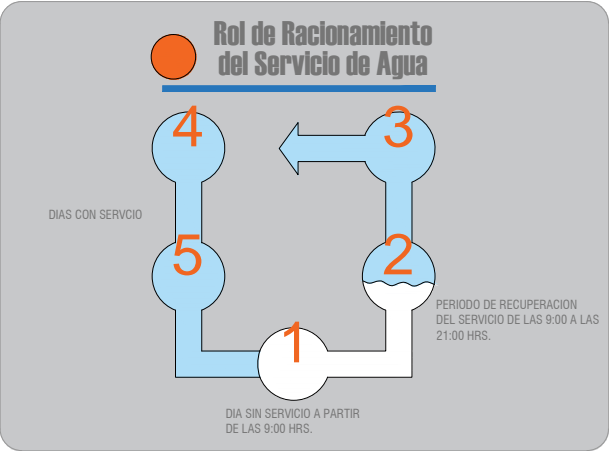 Rol de Racionamiento
del Servicio de Agua
4
3
DIAS CON SERVCIO
5
2
PERIODO DE RECUPERACION
DEL SERVICIO DE LAS 9:00 A LAS
21:00 HRS.
1
DIA SIN SERVICIO A PARTIR
DE LAS 9:00 HRS.